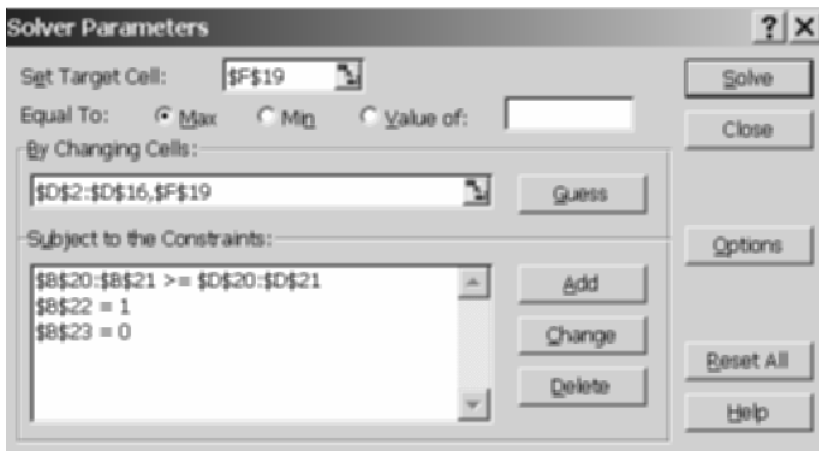 Solver Parameters
? X
Set Target Cell: $F$19 Solve
Equal To: Max Min Value of: Close
By Changing Cells:
$D$2:$D$16,$F$19 Guess
Subject to the Constraints: Options
$B$20:$B$21 >= $D$20:$D$21 Add
$B$22 = 1
$B$23 = 0 Change
Reset All
Delete
Help